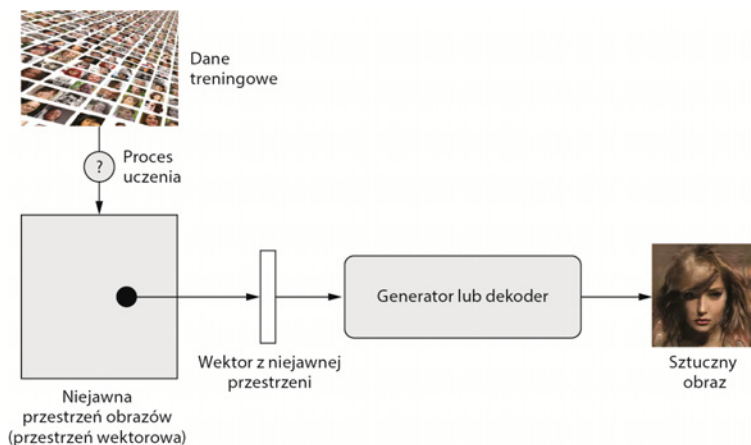 Dane
treningowe
?
Proces
uczenia
Generator lub dekoder
Wektor z niejawnej
przestrzeni
Sztuczny
obraz
Niejawna
przestrzeń obrazów
(przestrzeń wektorowa)